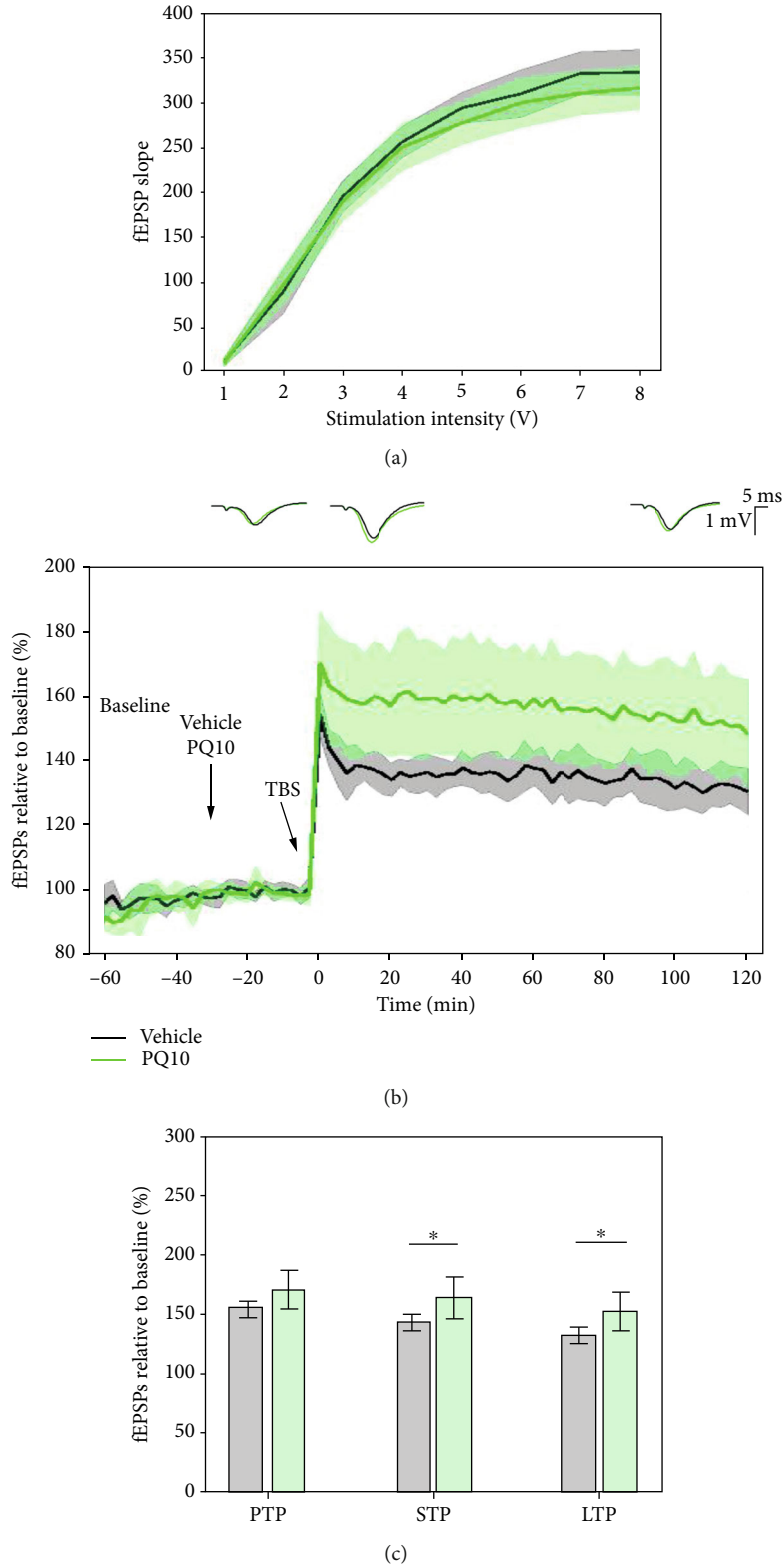 400
350
300
250
200
150
100
50
0
fEPSP slope
1 2 3 4 5 6 7 8
Stimulation intensity (V)
(a)
5 ms
1 mV
200
180
160
140
120
100
80
fEPSPs relative to baseline (%)
Baseline
Vehicle
PQ10
TBS
−60 −40 −20 0 20 40 60 80 100 120
Time (min)
Vehicle
PQ10
(b)
300
250
200
150
100
50
0
fEPSPs relative to baseline (%)
* *
PTP STP LTP
(c)